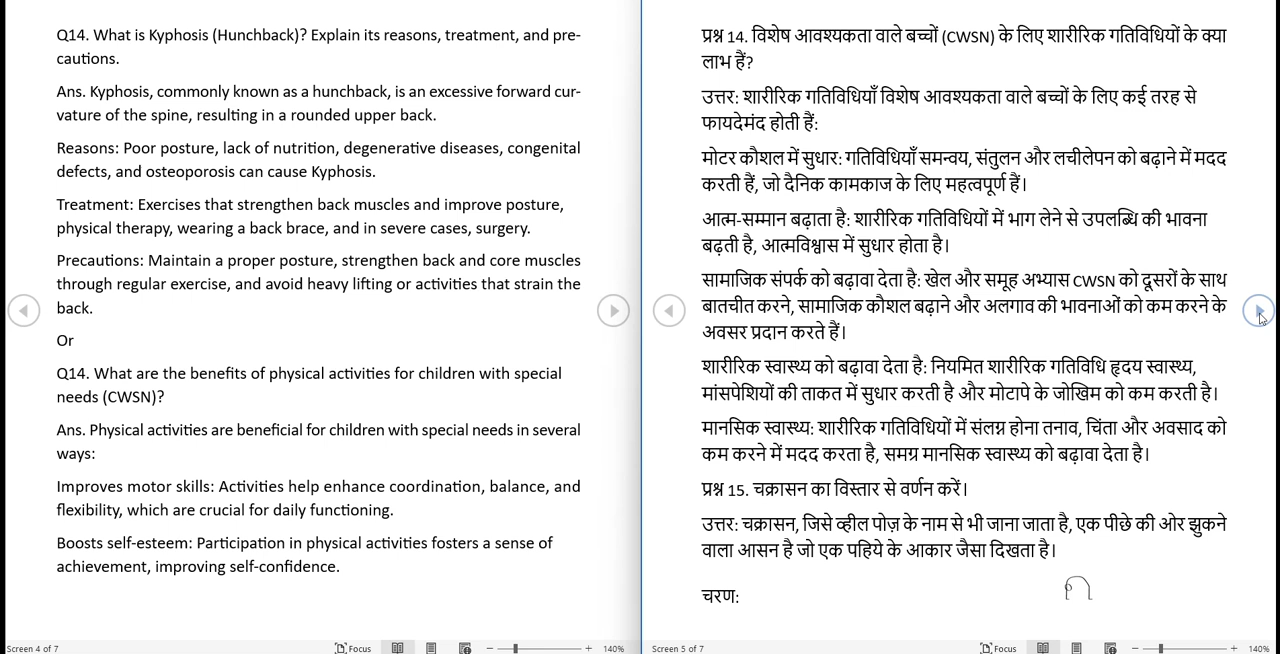 Q14. What is Kyphosis (Hunchback)? Explain its reasons, treatment, and pre-
cautions.
Ans. Kyphosis, commonly known as a hunchback, is an excessive forward cur-
vature of the spine, resulting in a rounded upper back.
Reasons: Poor posture, lack of nutrition, degenerative diseases, congenital
defects, and osteoporosis can cause Kyphosis.
Treatment: Exercises that strengthen back muscles and improve posture,
physical therapy, wearing a back brace, and in severe cases, surgery.
Precautions: Maintain a proper posture, strengthen back and core muscles
through regular exercise, and avoid heavy lifting or activities that strain the
back.
Or
Q14. What are the benefits of physical activities for children with special
needs (CWSN)?
Ans. Physical activities are beneficial for children with special needs in several
ways:
Improves motor skills: Activities help enhance coordination, balance, and
flexibility, which are crucial for daily functioning.
Boosts self-esteem: Participation in physical activities fosters a sense of
achievement, improving self-confidence.
Screen 4 of 7
Focus
140%
प्रश्न 14. विशेष आवश्यकता वाले बच्चों (CWSN) के लिए शारीरिक गतिविधियों के क्या
लाभ हैं?
उत्तर: शारीरिक गतिविधियाँ विशेष आवश्यकता वाले बच्चों के लिए कई तरह से
फायदेमंद होती हैं:
मोटर कौशल में सुधार: गतिविधियाँ समन्वय, संतुलन और लचीलेपन को बढ़ाने में मदद
करती हैं, जो दैनिक कामकाज के लिए महत्वपूर्ण हैं।
आत्म-सम्मान बढ़ाता है: शारीरिक गतिविधियों में भाग लेने से उपलब्धि की भावना
बढ़ती है, आत्मविश्वास में सुधार होता है।
सामाजिक संपर्क को बढ़ावा देता है: खेल और समूह अभ्यास CWSN को दूसरों के साथ
बातचीत करने, सामाजिक कौशल बढ़ाने और अलगाव की भावनाओं को कम करने के
अवसर प्रदान करते हैं।
शारीरिक स्वास्थ्य को बढ़ावा देता है: नियमित शारीरिक गतिविधि हृदय स्वास्थ्य,
मांसपेशियों की ताकत में सुधार करती है और मोटापे के जोखिम को कम करती है।
मानसिक स्वास्थ्य: शारीरिक गतिविधियों में संलग्न होना तनाव, चिंता और अवसाद को
कम करने में मदद करता है, समग्र मानसिक स्वास्थ्य को बढ़ावा देता है।
प्रश्न 15. चक्रासन का विस्तार से वर्णन करें।
उत्तर: चक्रासन, जिसे व्हील पोज़ के नाम से भी जाना जाता है, एक पीछे की ओर झुकने
वाला आसन है जो एक पहिये के आकार जैसा दिखता है।
चरण:
Screen 5 of 7
Focus
140%